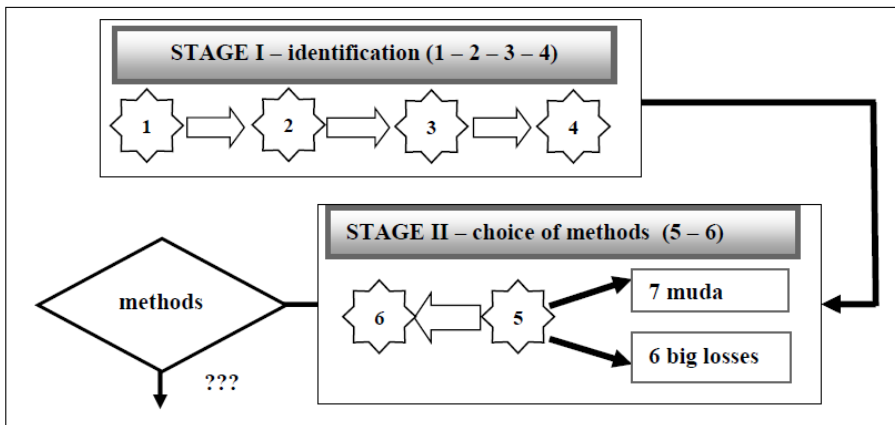 STAGE I – identification (1 – 2 – 3 – 4)
1
2
3
4
STAGE II – choice of methods (5 – 6)
methods
6
5
7 muda
6 big losses
???